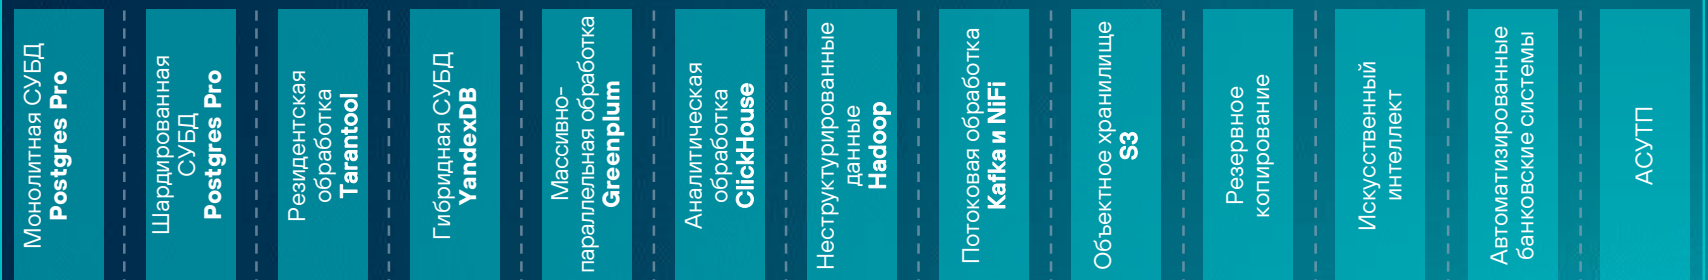 Монолитная СУБД
Postgres Pro
Шардированная
СУБД
Postgres Pro
Резидентская
обработка
Tarantool
Гибридная СУБД
YandexDB
Массивно-
параллельная обработка
Greenplum
Аналитическая
обработка
ClickHouse
Неструктурированные
данные
Hadoop
Потоковая обработка
Kafka и NiFi
Объектное хранилище
S3
Резервное
копирование
Искусственный
интеллект
Автоматизированные
банковские системы
АСУТП